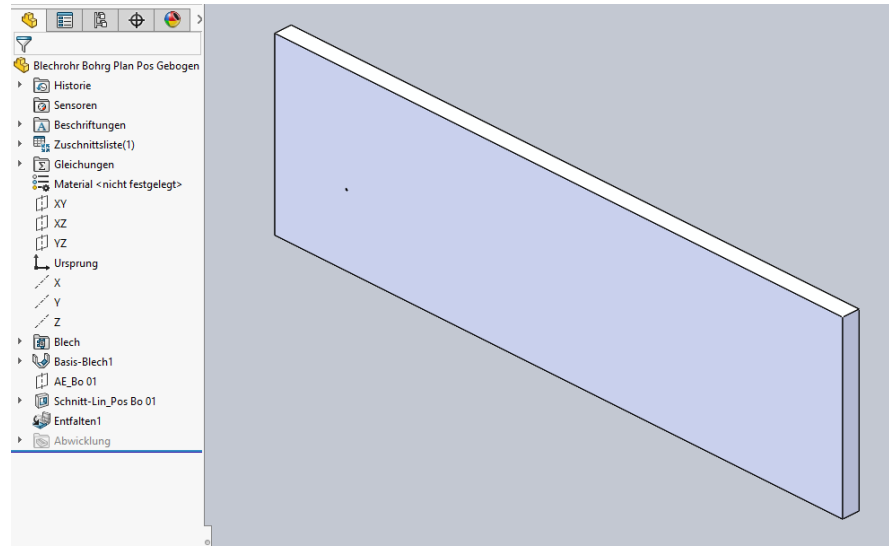 Blechrohr Bohrg Plan Pos Gebogen
Historie
Sensoren
Beschriftungen
Zuschnittsliste(1)
Gleichungen
Material <nicht festgelegt>
XY
XZ
YZ
Ursprung
X
Y
Z
Blech
Basis-Blech1
AE_Bo 01
Schnitt-Lin_Pos Bo 01
Entfalten1
Abwicklung